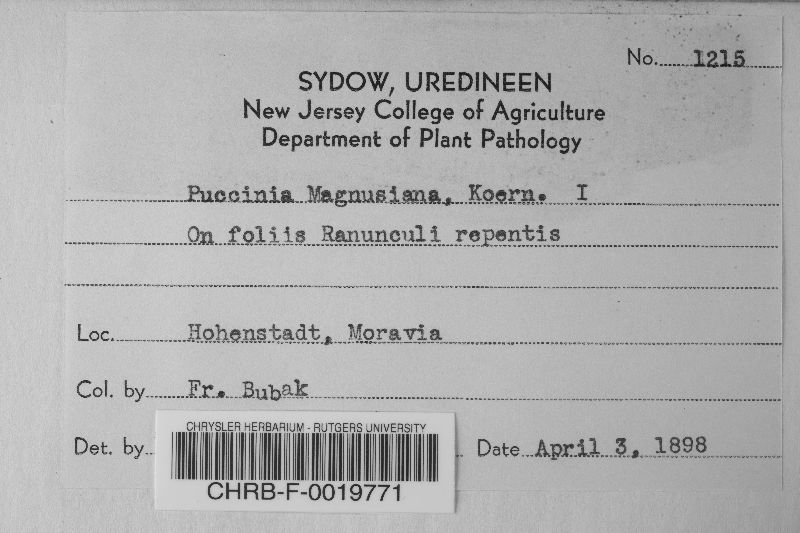 No. 1215
SYDOW, UREDINEEN
New Jersey College of Agriculture
Department of Plant Pathology
Puccinia Magnusiana, Koern. I
On foliis Ranunculi repentis
Loc. Hohenstadt, Moravia
Col. by Fr. Bubak
Det. by Date April 3, 1898
CHRYSLER HERBARIUM - RUTGERS UNIVERSITY
CHRB-F-0019771